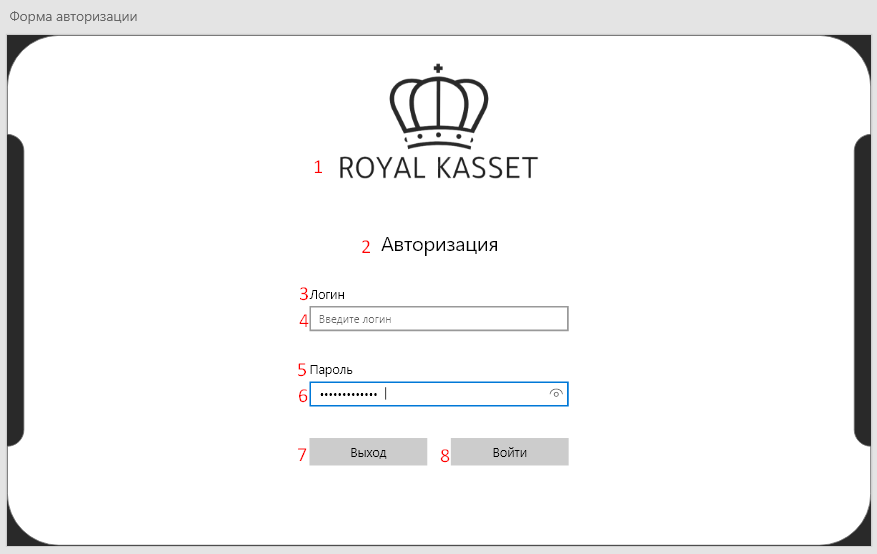 Форма авторизации
1 ROYAL KASSET
2 Авторизация
3 Логин
4 Введите логин
5 Пароль
6 •••••••••••••
7 Выход 8 Войти